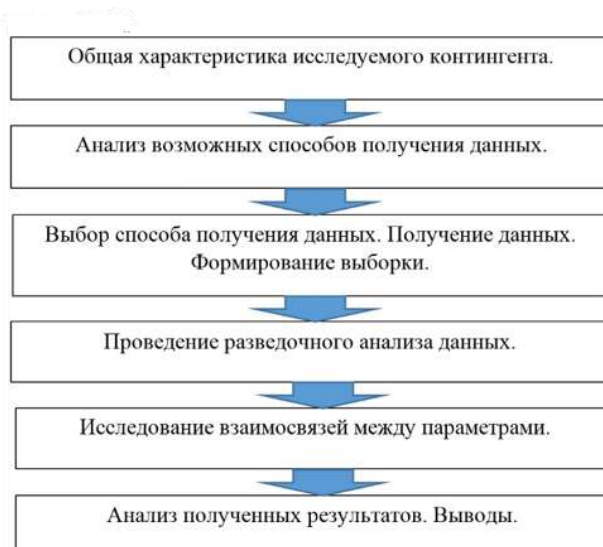 Общая характеристика исследуемого контингента.
Анализ возможных способов получения данных.
Выбор способа получения данных. Получение данных.
Формирование выборки.
Проведение разведочного анализа данных.
Исследование взаимосвязей между параметрами.
Анализ полученных результатов. Выводы.